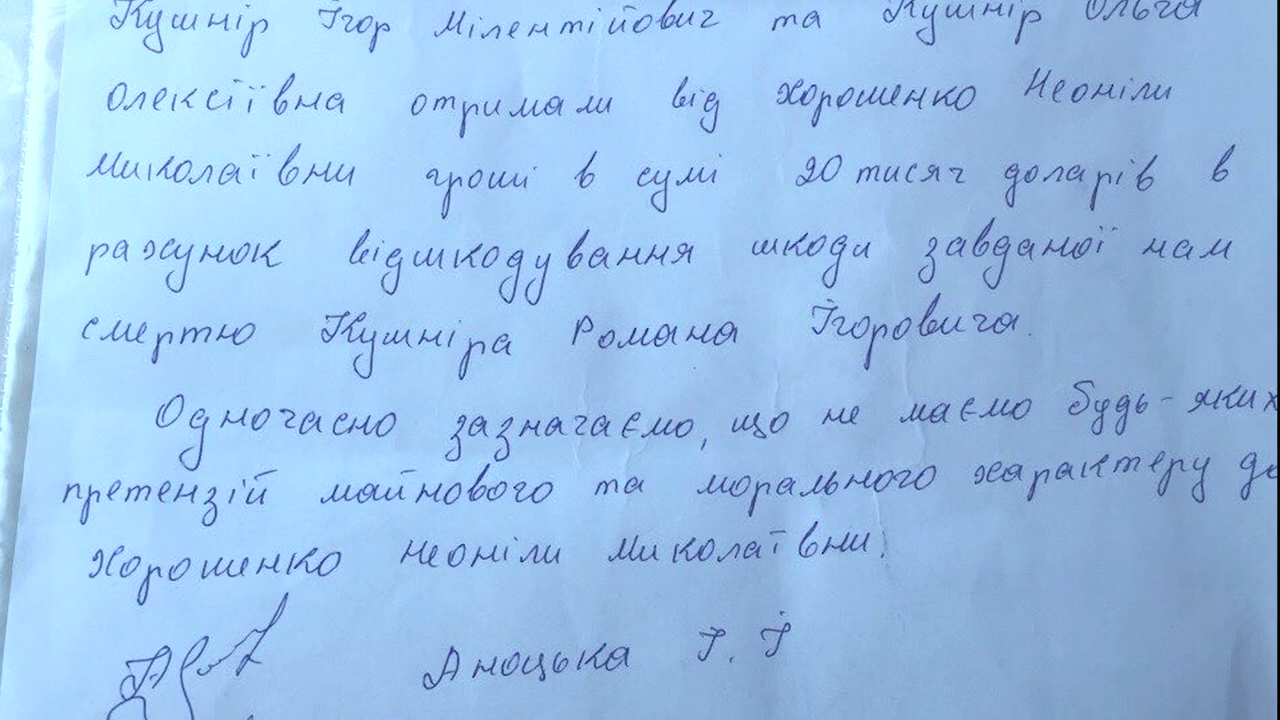 Кушнір Ігор Мілентійович та Кушнір Ольга
Олексіївна отримали від Хорошенко Неоніли
Миколаївни гроші в сумі 20 тисяч доларів в
рахунок відшкодування шкоди завданої нам
смертю Кушніра Романа Ігоровича.
Одночасно зазначаємо, що не маємо будь-яких
претензій майнового та морального характеру до
Хорошенко Неоніли Миколаївни.
Аноцька І. І